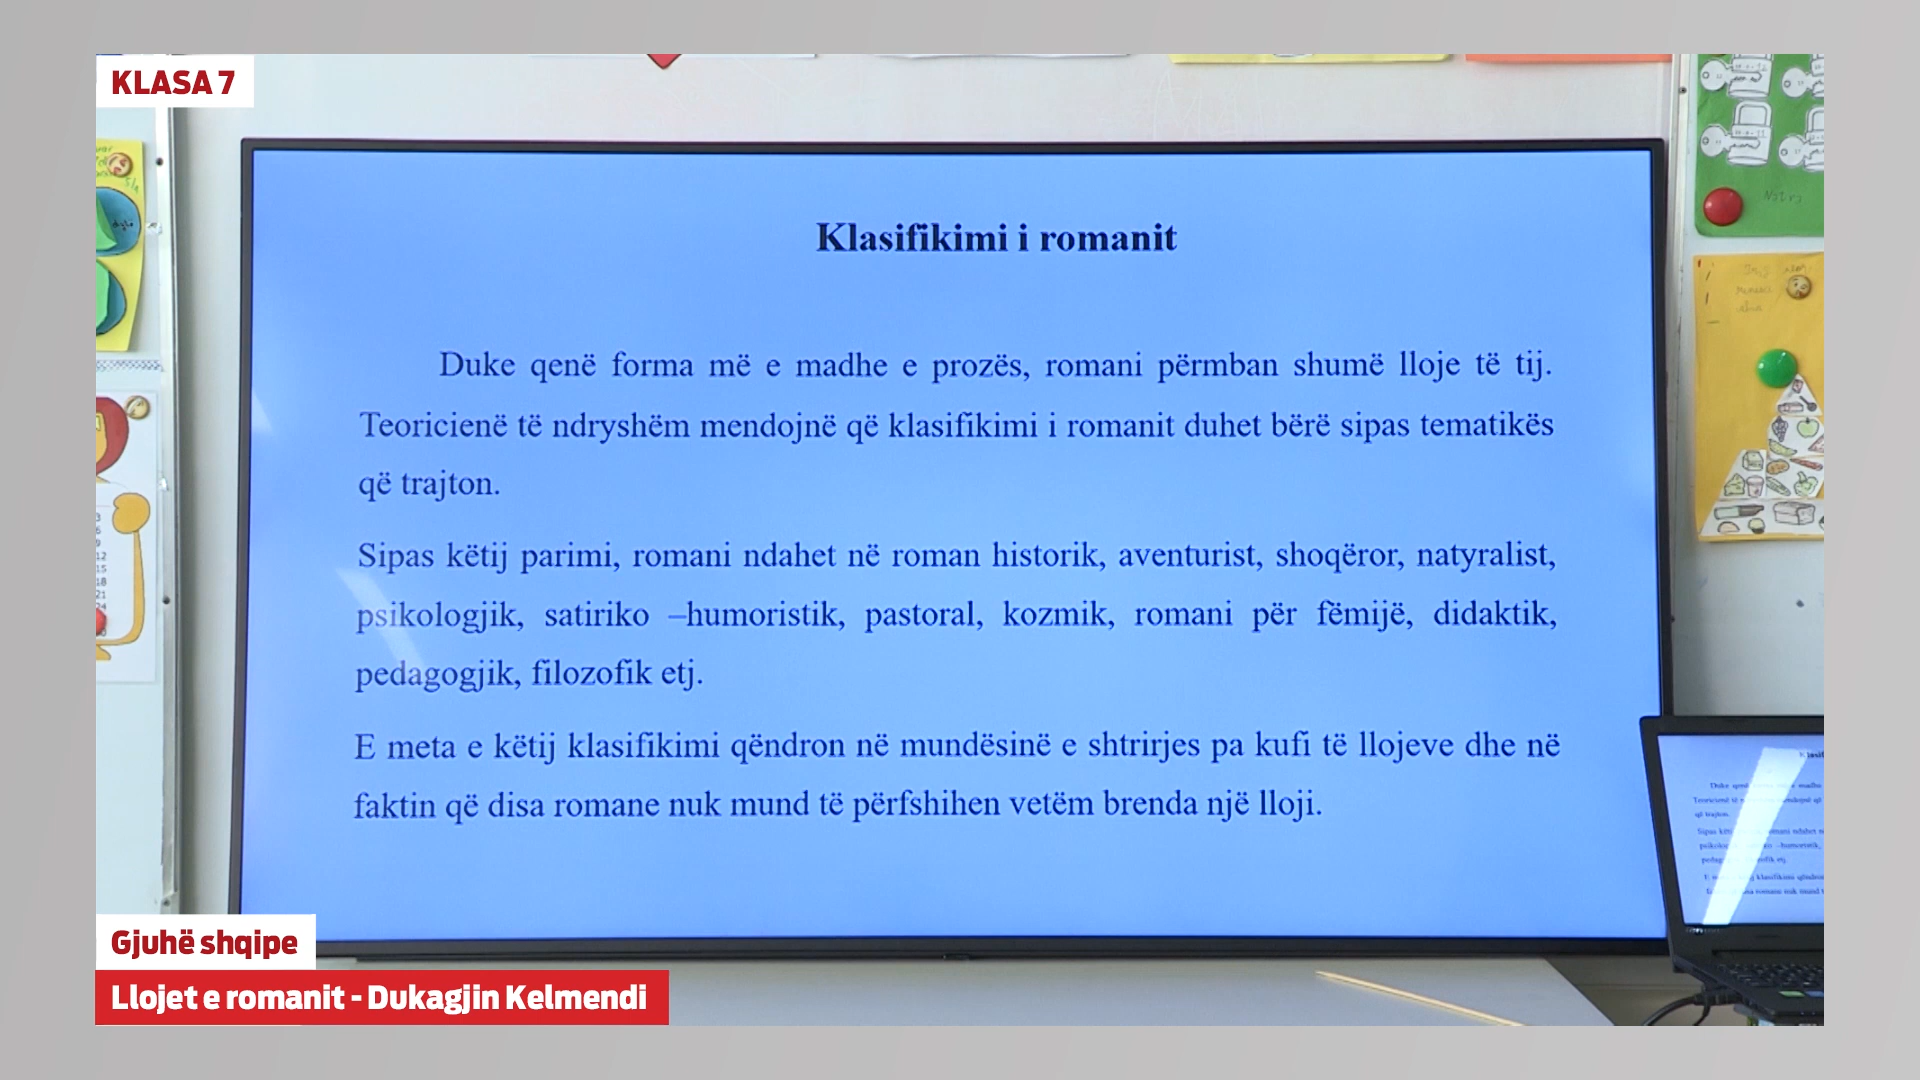 KLASA 7
Klasifikimi i romanit
Duke qenë forma më e madhe e prozës, romani përmban shumë lloje të tij.
Teoricienë të ndryshëm mendojnë që klasifikimi i romanit duhet bërë sipas tematikës
që trajton.
Sipas këtij parimi, romani ndahet në roman historik, aventurist, shoqëror, natyralist,
psikologjik, satiriko –humoristik, pastoral, kozmik, romani për fëmijë, didaktik,
pedagogjik, filozofik etj.
E meta e këtij klasifikimi qëndron në mundësinë e shtrirjes pa kufi të llojeve dhe në
faktin që disa romane nuk mund të përfshihen vetëm brenda një lloji.
Gjuhë shqipe
Llojet e romanit - Dukagjin Kelmendi